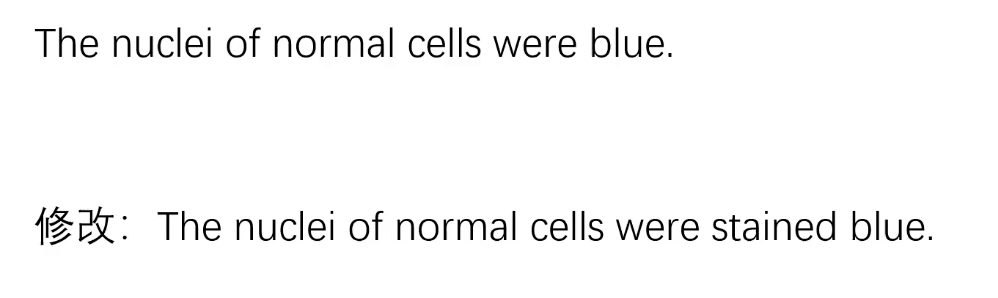 The nuclei of normal cells were blue.
修改：The nuclei of normal cells were stained blue.